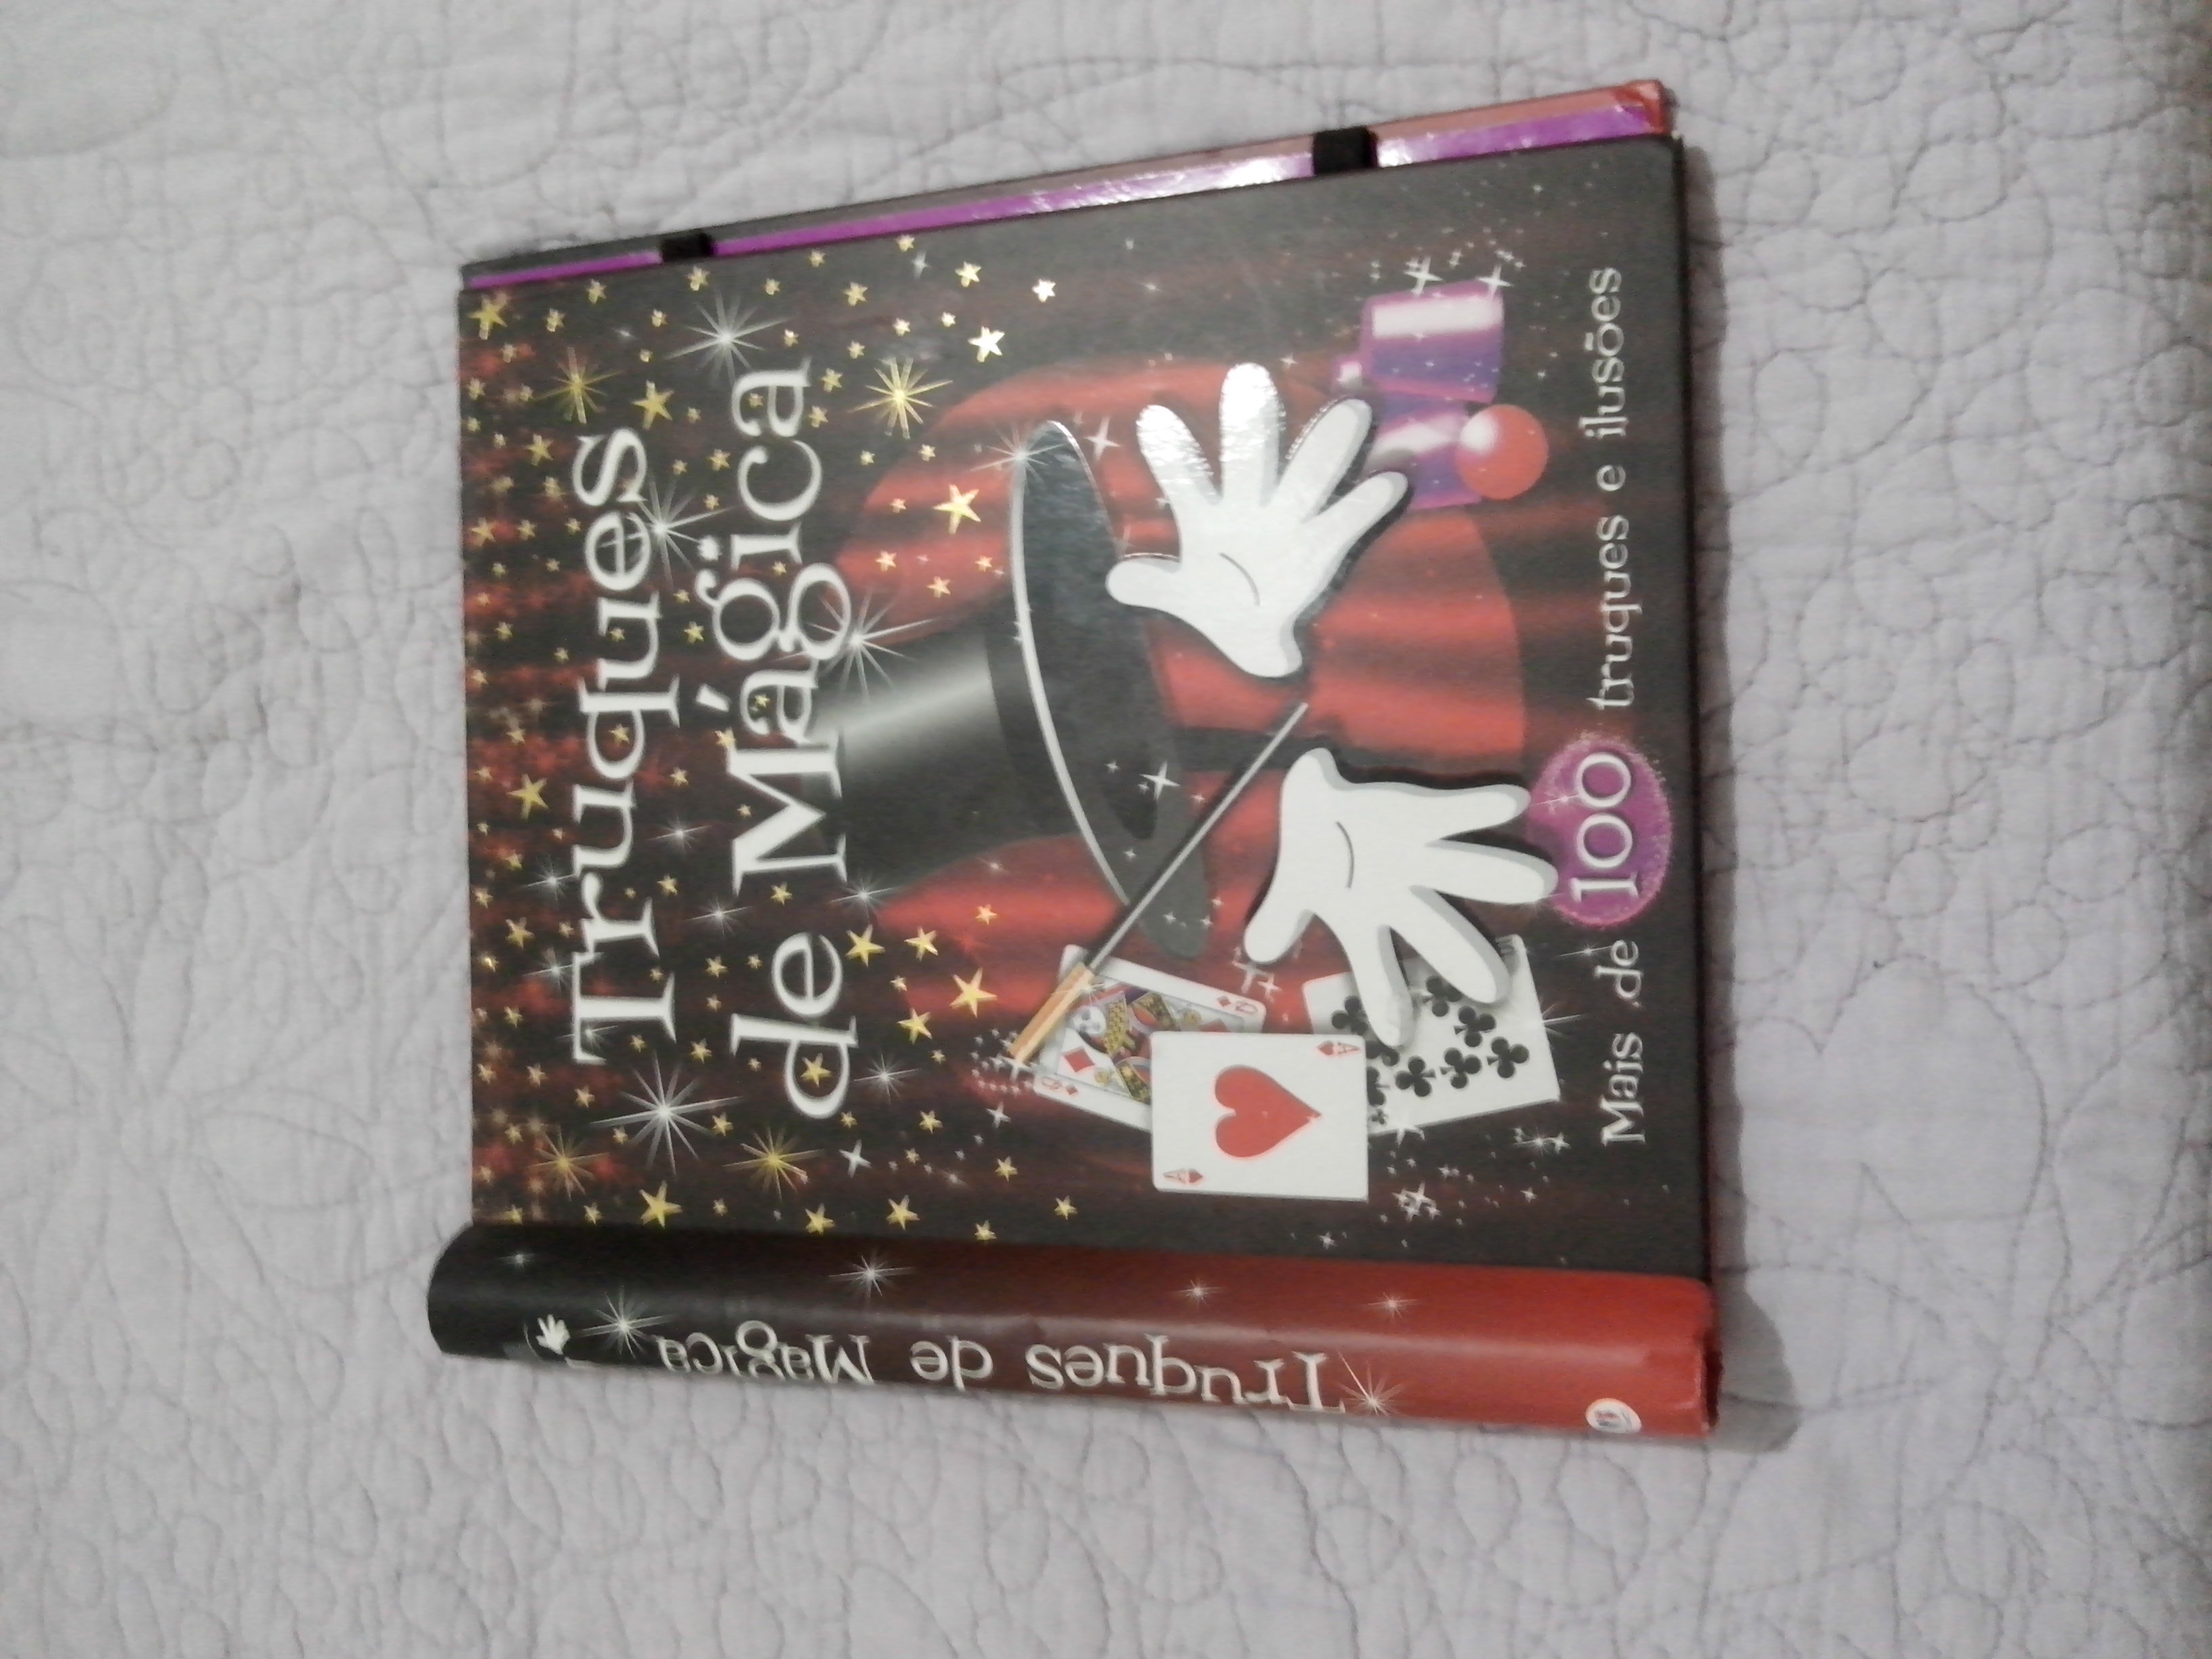 Truques de Mágica
Truques
de Mágica
Q
Q
A
A
Mais de 100 truques e ilusões